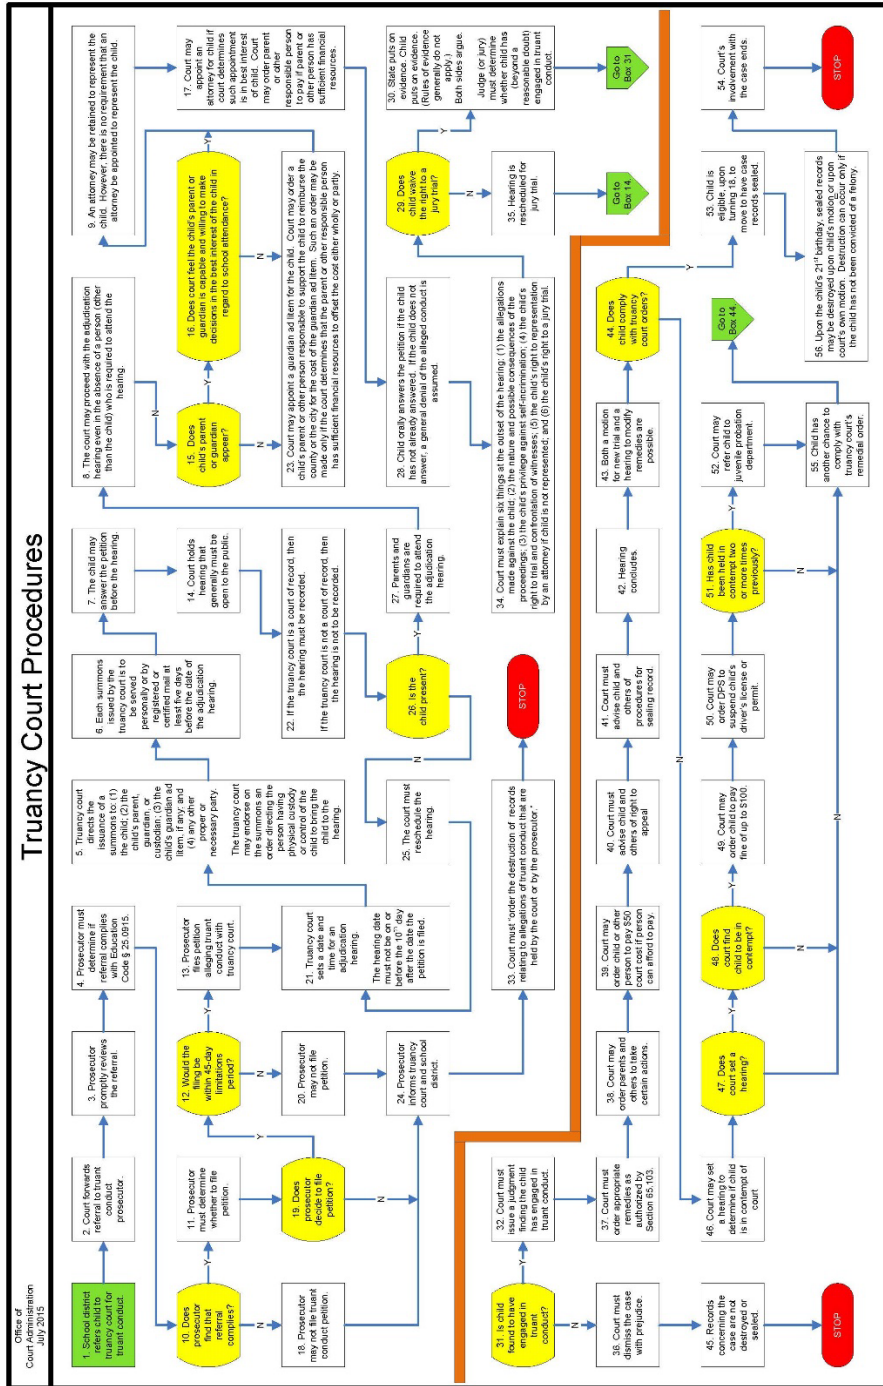 Office of
Court Administration
July 2015
Truancy Court Procedures
1. School district
refers child to
truancy court for
truant conduct.
2. Court forwards
referral to truant
conduct
prosecutor.
3. Prosecutor
promptly reviews
the referral.
4. Prosecutor must
determine if
referral complies
with Education
Code § 25.0915.
5. Truancy court
directs the
issuance of a
summons to: (1)
the child; (2) the
child's parent,
guardian, or
custodian; (3) the
child's guardian ad
litem, if any; and
(4) any other
proper or
necessary party.
The truancy court
may endorse on
the summons an
order directing the
person having
physical custody
or control of the
child to bring the
child to the
hearing.
6. Each summons
issued by the
truancy court is to
be served
personally or by
registered or
certified mail at
least five days
before the date of
the adjudication
hearing.
7. The child may
answer the petition
before the hearing.
8. The court may proceed with the adjudication
hearing even in the absence of a person (other
than the child) who is required to attend the
hearing.
9. An attorney may be retained to represent the
child. However, there is no requirement that an
attorney be appointed to represent the child.
10. Does
prosecutor
find that
referral
complies?
Y
N
11. Prosecutor
must determine
whether to file
petition.
12. Would the
filing be
within 45-day
limitations
period?
Y
N
13. Prosecutor
files petition
alleging truant
conduct with
truancy court.
14. Court holds
hearing that
generally must be
open to the public.
15. Does
child's parent
or guardian
appear?
N
Y
N
16. Does court feel the child's parent or
guardian is capable and willing to make
decisions in the best interest of the child in
regard to school attendance?
Y
N
17. Court may
appoint an
attorney for child if
court determines
such appointment
is in best interest
of child. Court
may order parent
or other
responsible person
to pay if parent or
other person has
sufficient financial
resources.
18. Prosecutor
may not file truant
conduct petition.
19. Does
prosecutor
decide to file
petition?
Y
N
20. Prosecutor
may not file
petition.
21. Truancy court
sets a date and
time for an
adjudication
hearing.
The hearing date
must not be on or
before the 10th day
after the date the
petition is filed.
22. If the truancy court is a court of record, then
the hearing must be recorded.
If the truancy court is not a court of record, then
the hearing is not to be recorded.
23. Court may appoint a guardian ad litem for the child. Court may order a
child's parent or other person responsible to support the child to reimburse the
county or the city for the cost of the guardian ad litem. Such an order may be
made only if the court determines that the parent or other responsible person
has sufficient financial resources to offset the cost either wholly or partly.
24. Prosecutor
informs truancy
court and school
district.
25. The court must
reschedule the
hearing.
26. Is the
child present?
Y
N
27. Parents and
guardians are
required to attend
the adjudication
hearing.
28. Child orally answers the petition if the child
has not already answered. If the child does not
answer, a general denial of the alleged conduct is
assumed.
29. Does
child waive
the right to a
jury trial?
Y
N
30. State puts on
evidence. Child
puts on evidence.
(Rules of evidence
generally do not
apply.)
Both sides argue.
Judge (or jury)
must determine
whether child has
(beyond a
reasonable doubt)
engaged in truant
conduct.
Go to
Box 31
33. Court must "order the destruction of records
relating to allegations of truant conduct that are
held by the court or by the prosecutor."
STOP
34. Court must explain six things at the outset of the hearing: (1) the allegations
made against the child; (2) the nature and possible consequences of the
proceedings; (3) the child's privilege against self-incrimination; (4) the child's
right to trial and confrontation of witnesses; (5) the child's right to representation
by an attorney if child is not represented; and (6) the child's right to a jury trial.
35. Hearing is
rescheduled for
jury trial.
Go to
Box 14
31. Is child
found to have
engaged in
truant
conduct?
Y
N
32. Court must
issue a judgment
finding the child
has engaged in
truant conduct.
36. Court must
dismiss the case
with prejudice.
37. Court must
order appropriate
remedies as
authorized by
Section 65.103.
38. Court may
order parents and
others to take
certain actions.
39. Court may
order child or other
person to pay $50
court cost if person
can afford to pay.
40. Court must
advise child and
others of right to
appeal
41. Court must
advise child and
others of
procedures for
sealing record.
42. Hearing
concludes.
43. Both a motion
for new trial and a
hearing to modify
remedies are
possible.
44. Does
child comply
with truancy
court orders?
Y
N
45. Records
concerning the
case are not
destroyed or
sealed.
STOP
46. Court may set
a hearing to
determine if child
is in contempt of
court
47. Does
court set a
hearing?
Y
N
48. Does
court find
child to be in
contempt?
Y
N
49. Court may
order child to pay
fine of up to $100.
50. Court may
order DPS to
suspend child's
driver's license or
permit.
51. Has child
been held in
contempt two
or more times
previously?
Y
N
52. Court may
refer child to
juvenile probation
department.
Go to
Box 44
53. Child is
eligible, upon
turning 18, to
move to have case
records sealed.
54. Court's
involvement with
the case ends.
STOP
55. Child has
another chance to
comply with
truancy court's
remedial order.
56. Upon the child's 21st birthday, sealed records
may be destroyed upon child's motion or upon
court's own motion. Destruction can occur only if
the child has not been convicted of a felony.